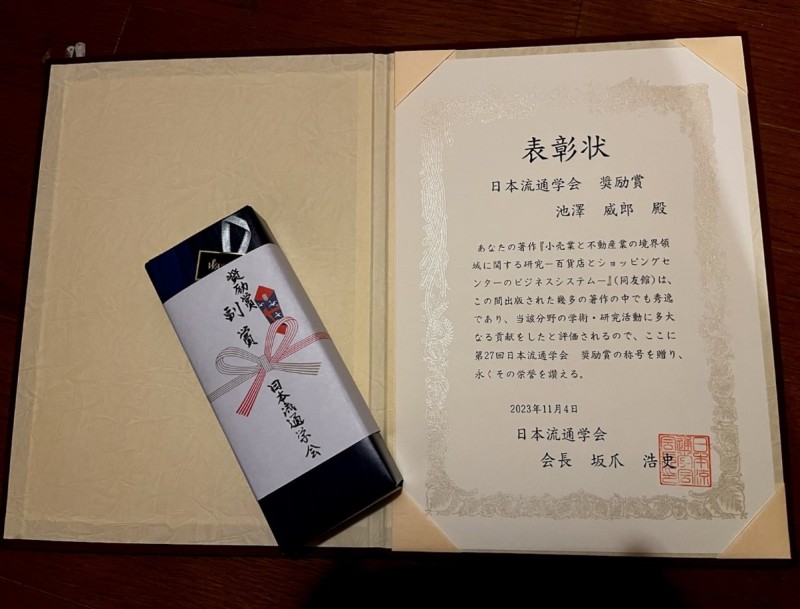 奨励賞
副賞
日本流通学会
表彰状
日本流通学会 奨励賞
池澤 威郎 殿
あなたの著作『小売業と不動産業の境界領
域に関する研究－百貨店とショッピングセ
ンターのビジネスシステム－』(同友館)は、
この間出版された幾多の著作の中でも秀逸
であり、当該分野の学術・研究活動に多大
なる貢献をしたと評価されるので、ここに
第27回日本流通学会 奨励賞の称号を贈り、
永くその栄誉を讃える。
2023年11月4日
日本流通学会
会長 坂爪 浩史